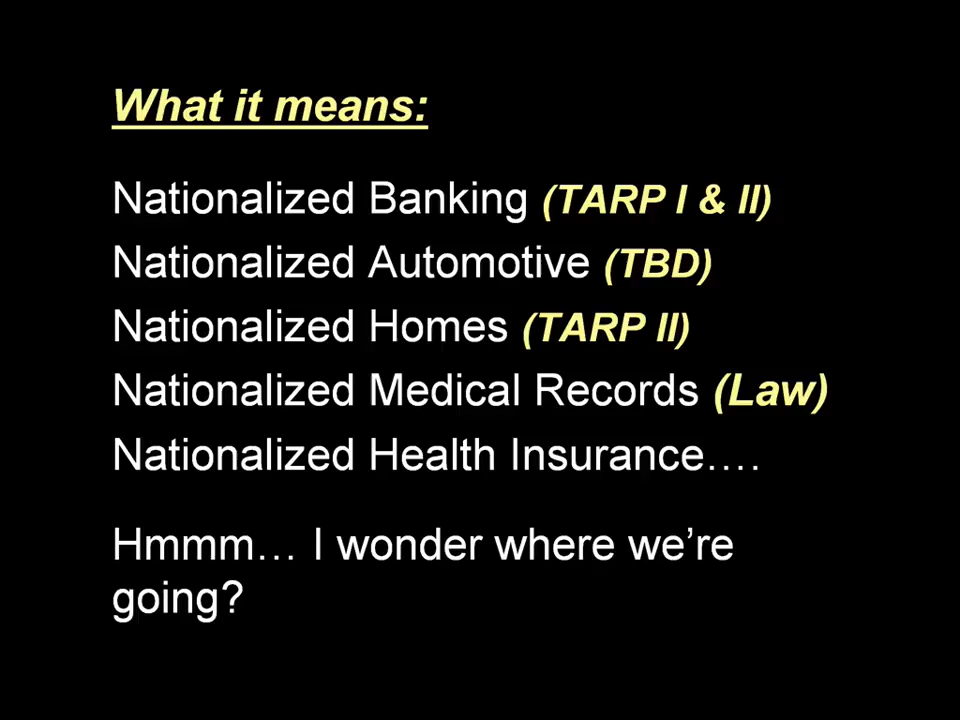 What it means:
Nationalized Banking (TARP I & II)
Nationalized Automotive (TBD)
Nationalized Homes (TARP II)
Nationalized Medical Records (Law)
Nationalized Health Insurance….
Hmmm… I wonder where we’re
going?